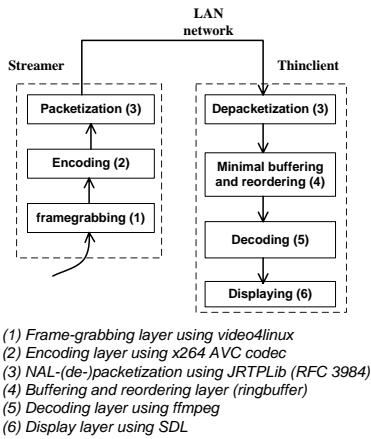 LAN
network
Streamer
Thinclient
Packetization (3)
Encoding (2)
framegrabbing (1)
Depacketization (3)
Minimal buffering
and reordering (4)
Decoding (5)
Displaying (6)
(1) Frame-grabbing layer using video4linux
(2) Encoding layer using x264 AVC codec
(3) NAL-(de-)packetization using JRTPLib (RFC 3984)
(4) Buffering and reordering layer (ringbuffer)
(5) Decoding layer using ffmpeg
(6) Display layer using SDL